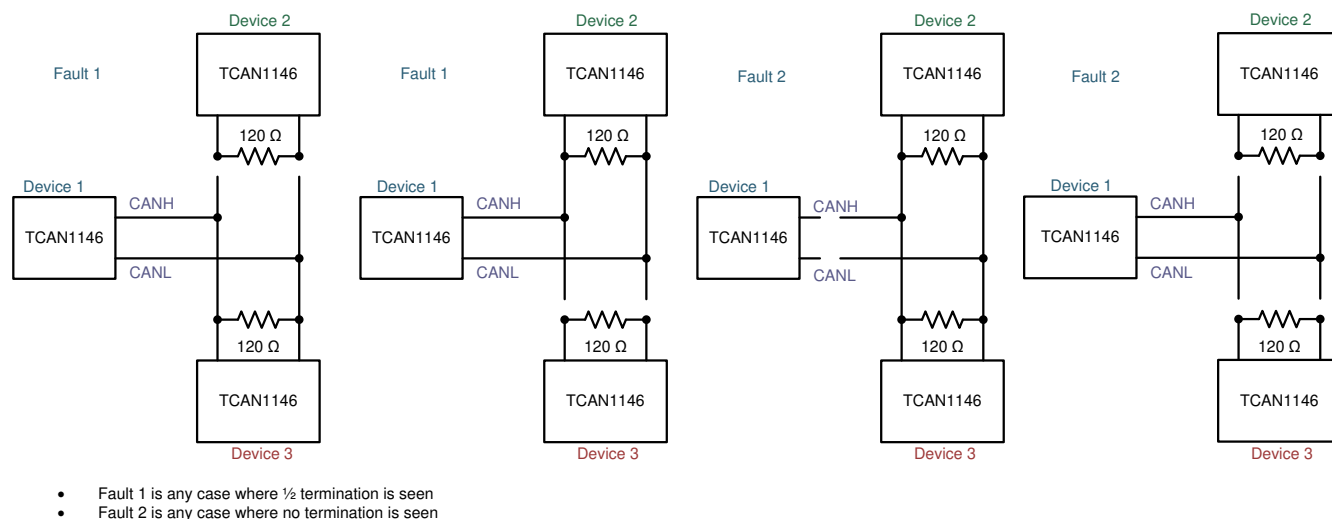 Device 2
Fault 1
TCAN1146
120 Ω
Device 1
CANH
TCAN1146
CANL
120 Ω
TCAN1146
Device 3
Device 2
Fault 1
TCAN1146
120 Ω
Device 1
CANH
TCAN1146
CANL
120 Ω
TCAN1146
Device 3
Device 2
Fault 2
TCAN1146
120 Ω
Device 1
CANH
TCAN1146
CANL
120 Ω
TCAN1146
Device 3
Device 2
Fault 2
TCAN1146
120 Ω
Device 1
CANH
TCAN1146
CANL
120 Ω
TCAN1146
Device 3
• Fault 1 is any case where ½ termination is seen
• Fault 2 is any case where no termination is seen